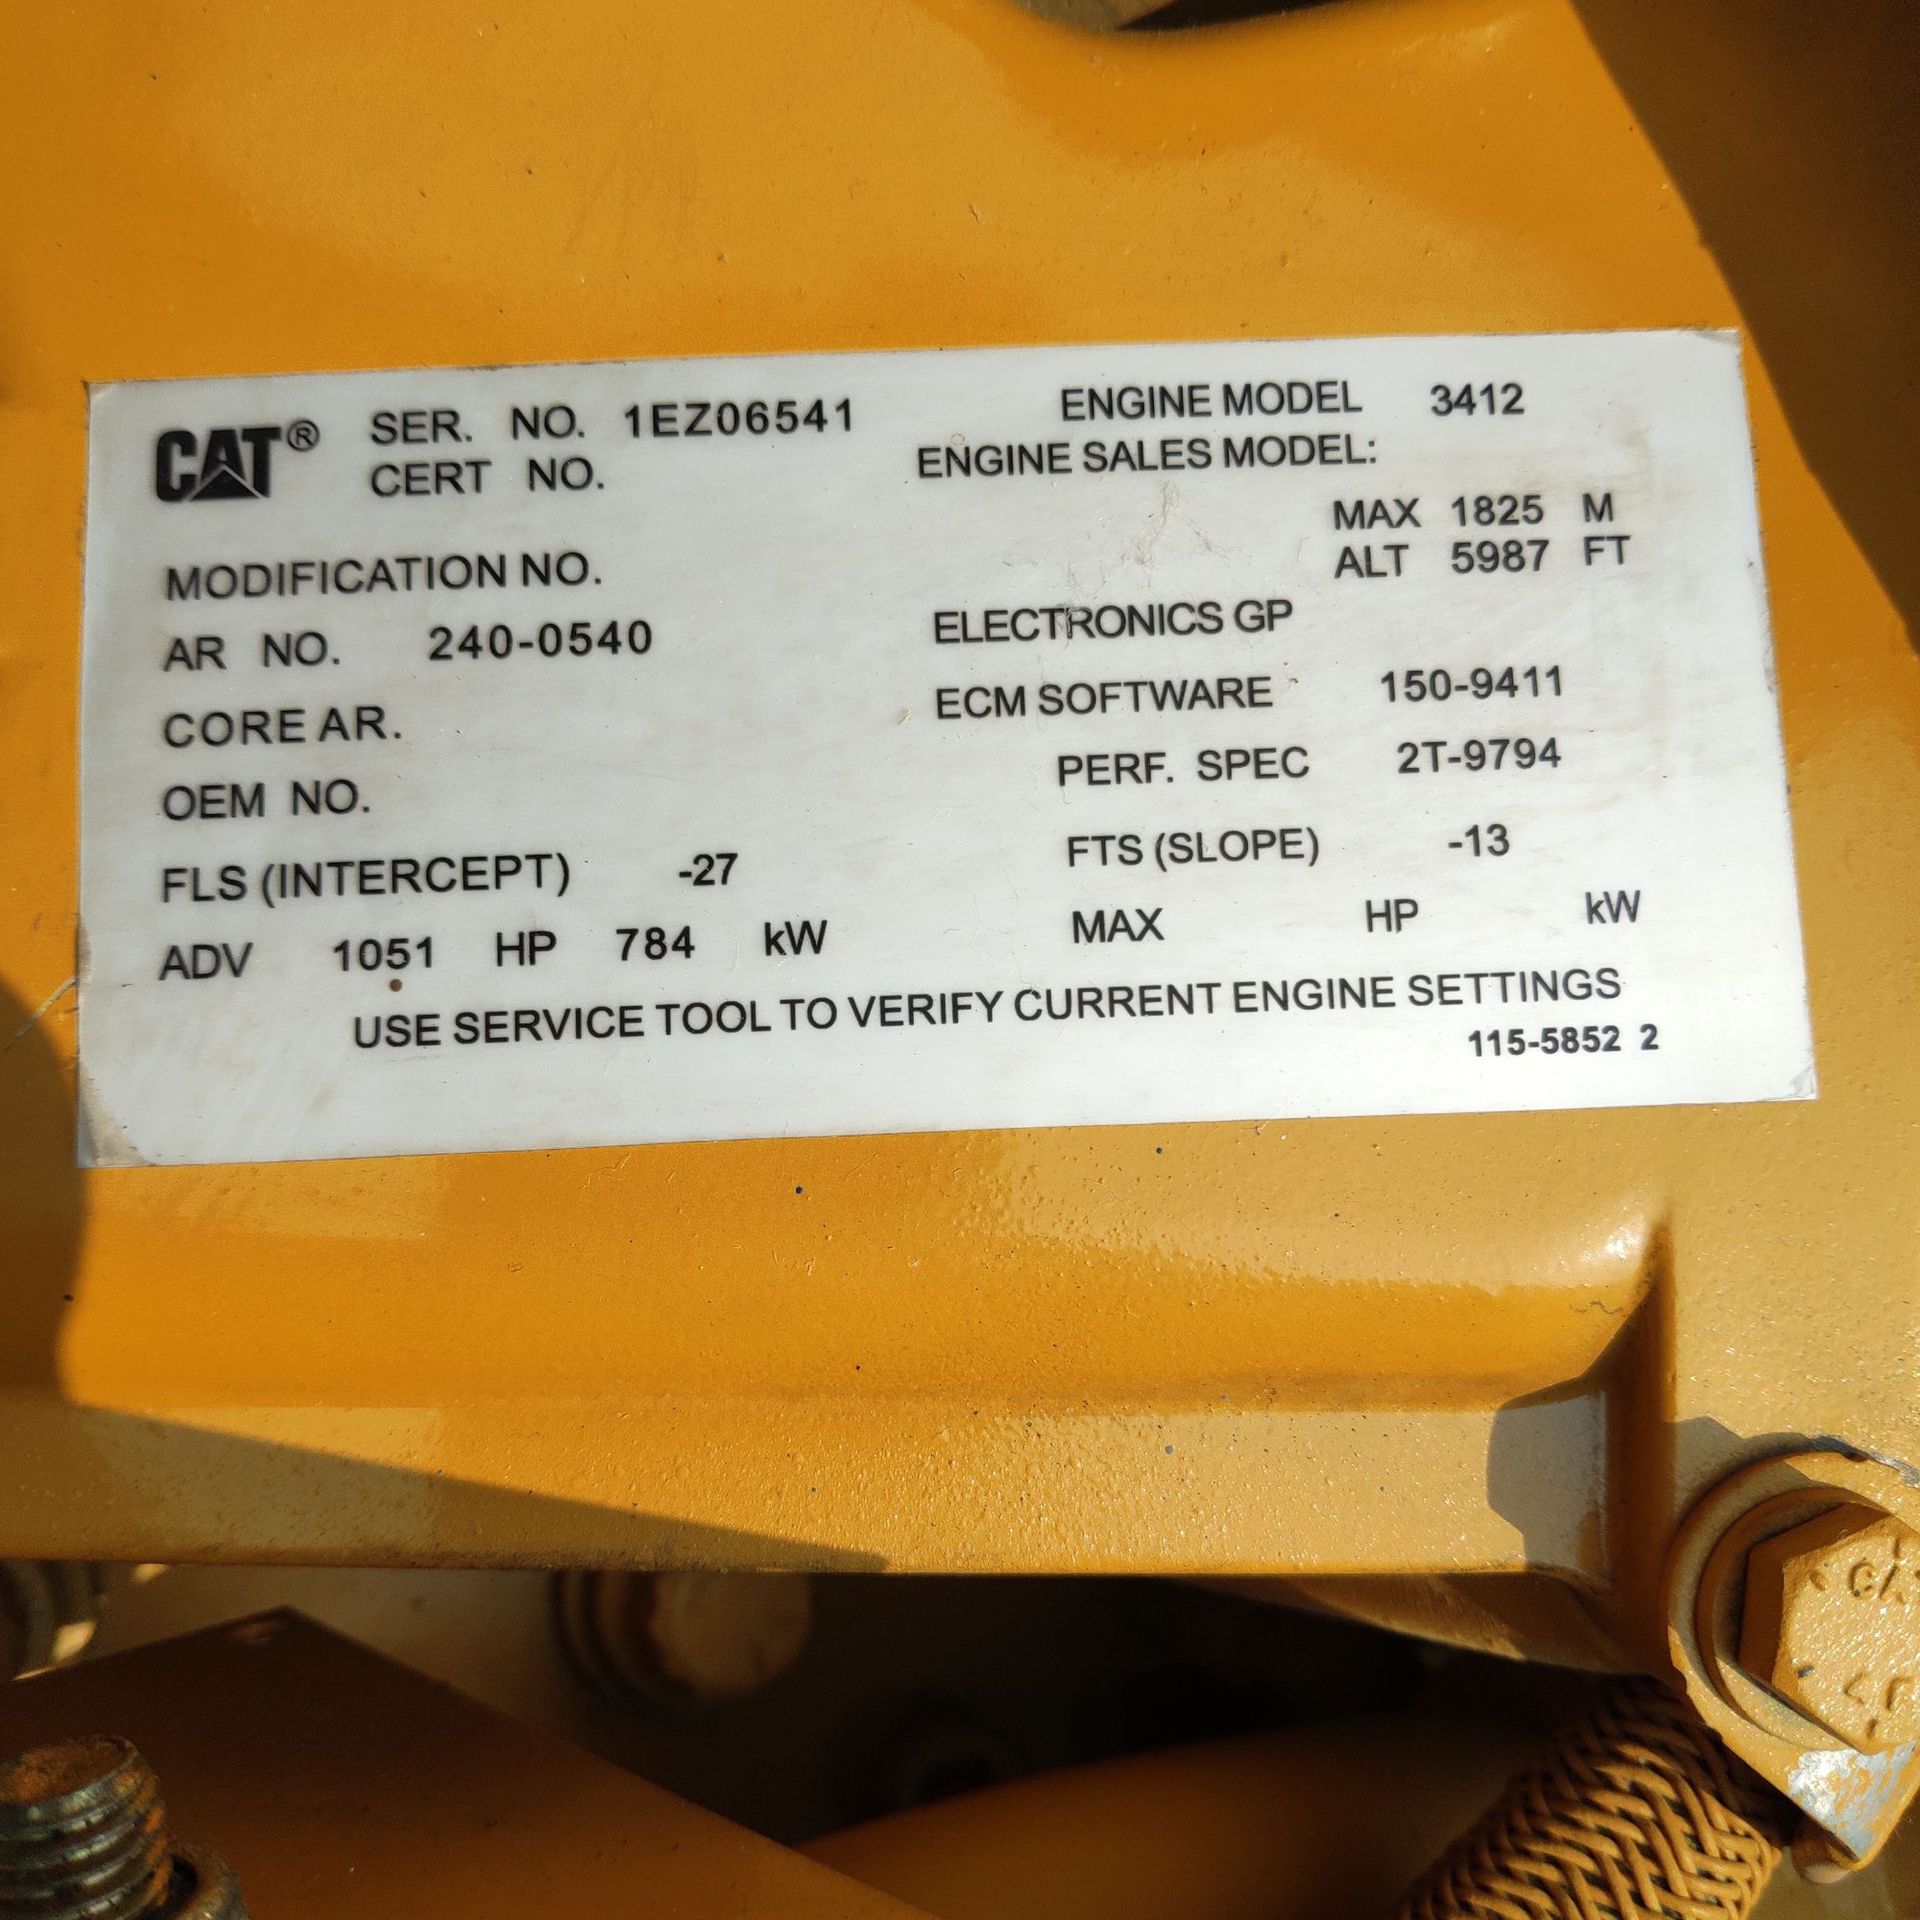 CAT® SER. NO. 1EZ06541 ENGINE MODEL 3412
CERT NO. ENGINE SALES MODEL:
MAX 1825 M
MODIFICATION NO. ALT 5987 FT
AR NO. 240-0540 ELECTRONICS GP
CORE AR. ECM SOFTWARE 150-9411
OEM NO. PERF. SPEC 2T-9794
FLS (INTERCEPT) -27 FTS (SLOPE) -13
ADV 1051 HP 784 kW MAX HP kW
USE SERVICE TOOL TO VERIFY CURRENT ENGINE SETTINGS
115-5852 2